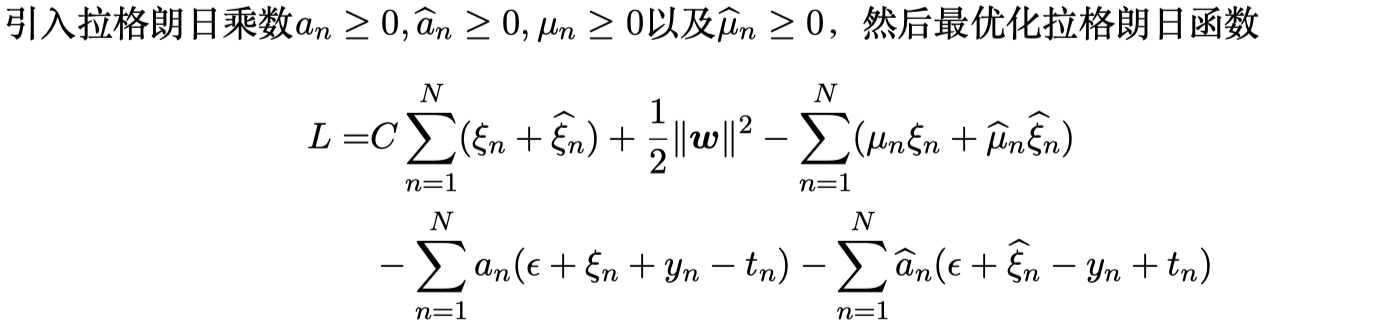 引入拉格朗日乘数$a_n \geq 0, \widehat{a}_n \geq 0, \mu_n \geq 0$以及$\widehat{\mu}_n \geq 0$，然后最优化拉格朗日函数
$L = C \sum_{n=1}^{N} (\xi_n + \widehat{\xi}_n) + \frac{1}{2} \|\boldsymbol{w}\|^2 - \sum_{n=1}^{N} (\mu_n \xi_n + \widehat{\mu}_n \widehat{\xi}_n)$
$- \sum_{n=1}^{N} a_n (\epsilon + \xi_n + y_n - t_n) - \sum_{n=1}^{N} \widehat{a}_n (\epsilon + \widehat{\xi}_n - y_n + t_n)$